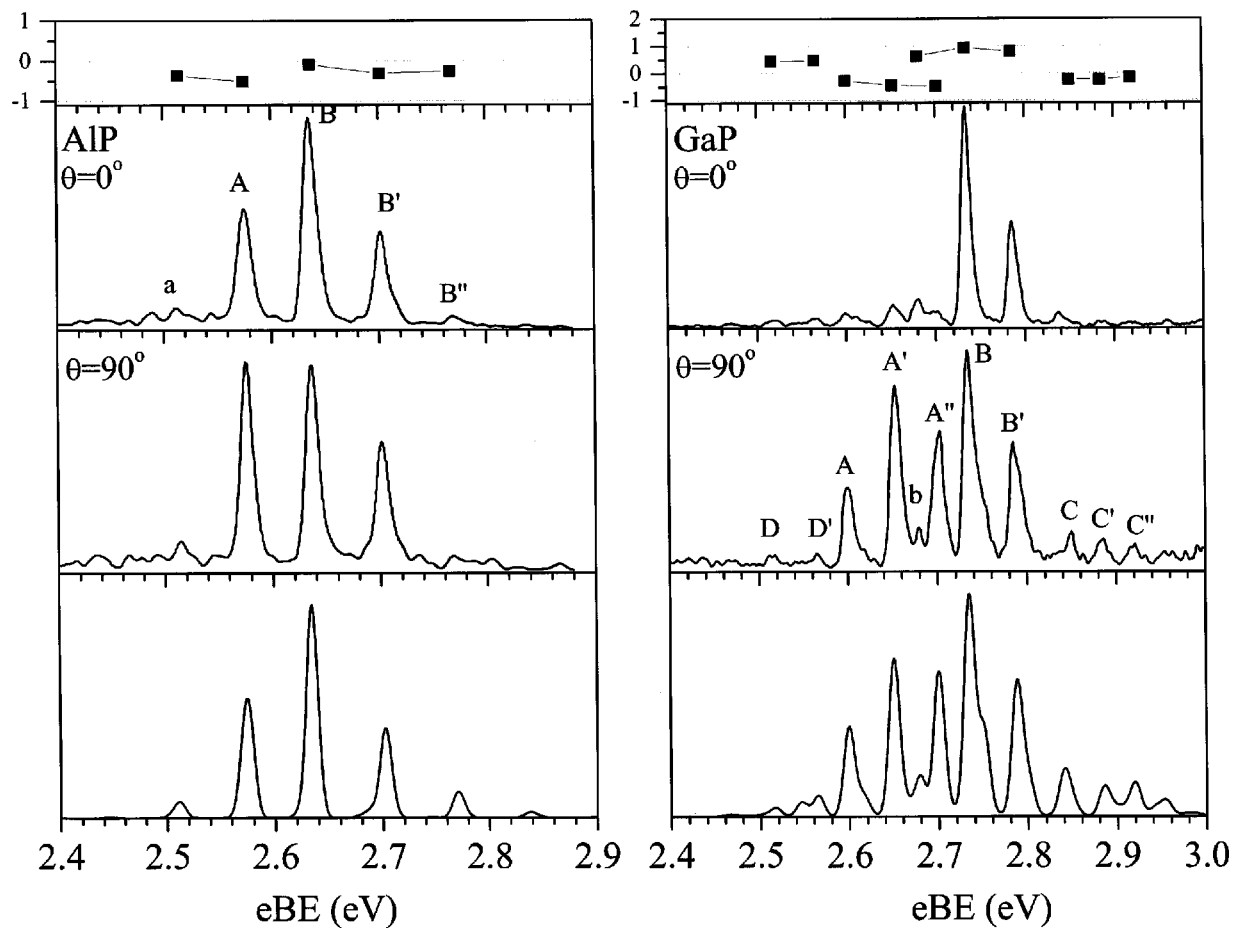 1
0
-1
AlP
θ=0°
a
A
B
B'
B"
θ=90°
2.4 2.5 2.6 2.7 2.8 2.9
eBE (eV)
2
1
0
-1
GaP
θ=0°
θ=90°
D
D'
A
A'
b
A"
B
B'
C
C'
C"
2.4 2.5 2.6 2.7 2.8 2.9 3.0
eBE (eV)